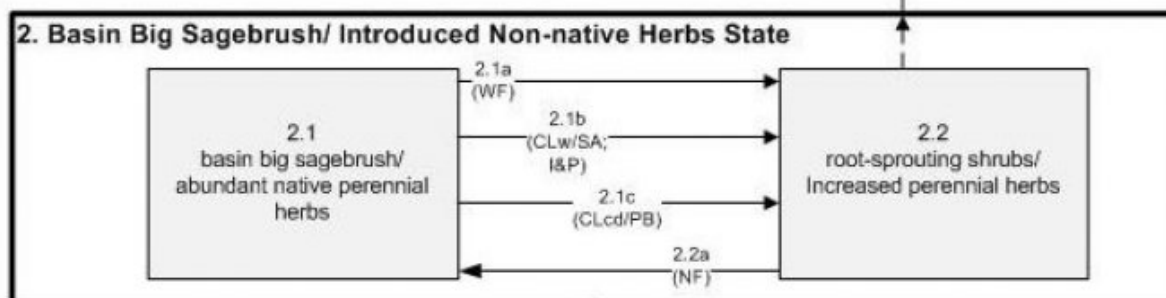 2. Basin Big Sagebrush/ Introduced Non-native Herbs State
2.1
basin big sagebrush/
abundant native perennial
herbs
2.1a
(WF)
2.1b
(CLw/SA;
I&P)
2.1c
(CLcd/PB)
2.2a
(NF)
2.2
root-sprouting shrubs/
Increased perennial herbs